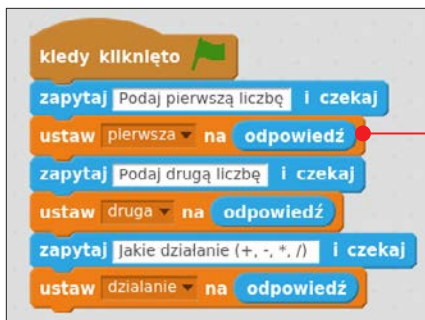 kiedy kliknięto
zapytaj Podaj pierwszą liczbę i czekaj
ustaw pierwsza na odpowiedź
zapytaj Podaj drugą liczbę i czekaj
ustaw druga na odpowiedź
zapytaj Jakie działanie (+, -, *, /) i czekaj
ustaw dzialanie na odpowiedź